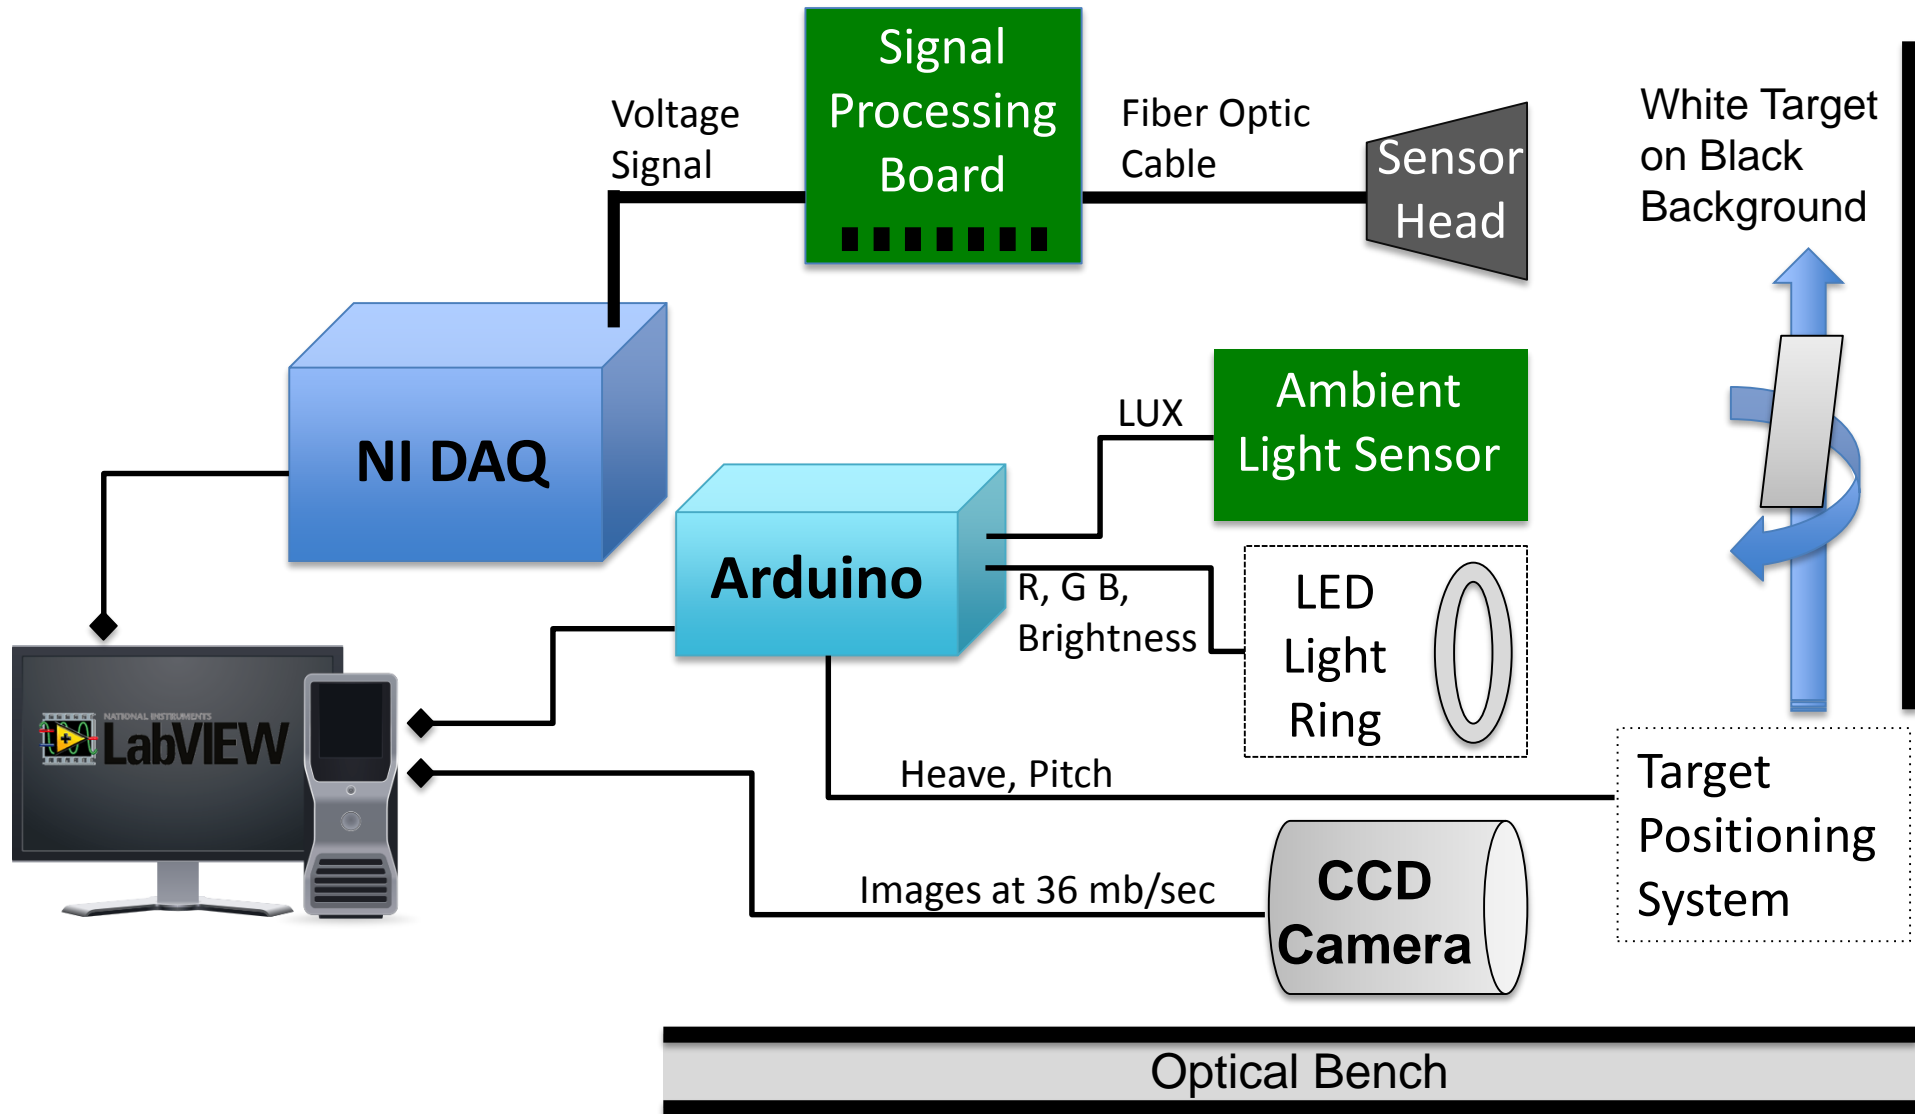 Signal
Processing
Board
Voltage
Signal
Fiber Optic
Cable
Sensor
Head
White Target
on Black
Background
NI DAQ
LUX
Ambient
Light Sensor
Arduino
R, G B,
Brightness
LED
Light
Ring
NATIONAL INSTRUMENTS
LabVIEW
Heave, Pitch
Target
Positioning
System
Images at 36 mb/sec
CCD
Camera
Optical Bench